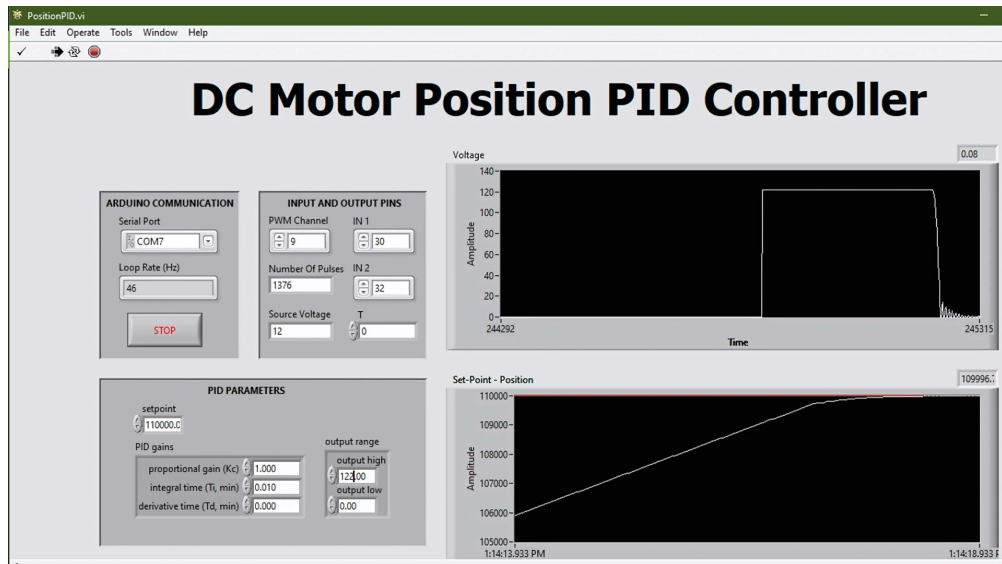 PositionPID.vi
File Edit Operate Tools Window Help
DC Motor Position PID Controller
ARDUINO COMMUNICATION
Serial Port
COM7
Loop Rate (Hz)
46
STOP
INPUT AND OUTPUT PINS
PWM Channel IN 1
9 30
Number Of Pulses IN 2
1376 32
Source Voltage T
12 0
Voltage 0.08
Amplitude
140
120
100
80
60
40
20
0
244292 245315
Time
PID PARAMETERS
setpoint
110000.0
PID gains
proportional gain (Kc) 1.000
integral time (Ti, min) 0.010
derivative time (Td, min) 0.000
output range
output high
122.00
output low
0.00
Set-Point - Position 109996.
Amplitude
110000
109000
108000
107000
106000
105000
1:14:13.933 PM 1:14:18.933 P